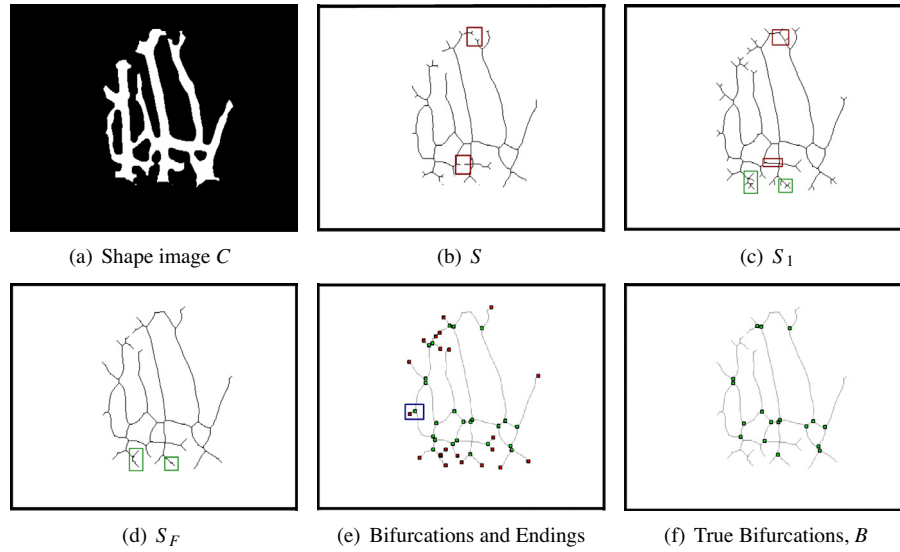 (a) Shape image C
(b) S
(c) S1
(d) SF
(e) Bifurcations and Endings
(f) True Bifurcations, B